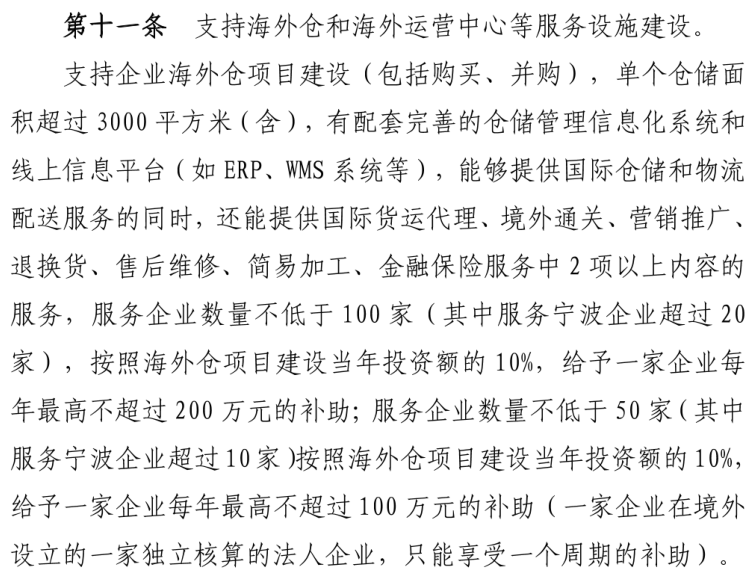 第十一条　支持海外仓和海外运营中心等服务设施建设。
支持企业海外仓项目建设（包括购买、并购），单个仓储面
积超过 3000 平方米（含），有配套完善的仓储管理信息化系统和
线上信息平台（如 ERP、WMS 系统等），能够提供国际仓储和物流
配送服务的同时，还能提供国际货运代理、境外通关、营销推广、
退换货、售后维修、简易加工、金融保险服务中 2 项以上内容的
服务，服务企业数量不低于 100 家（其中服务宁波企业超过 20
家），按照海外仓项目建设当年投资额的 10%，给予一家企业每
年最高不超过 200 万元的补助；服务企业数量不低于 50 家（其中
服务宁波企业超过 10 家）按照海外仓项目建设当年投资额的 10%，
给予一家企业每年最高不超过 100 万元的补助（一家企业在境外
设立的一家独立核算的法人企业，只能享受一个周期的补助）。